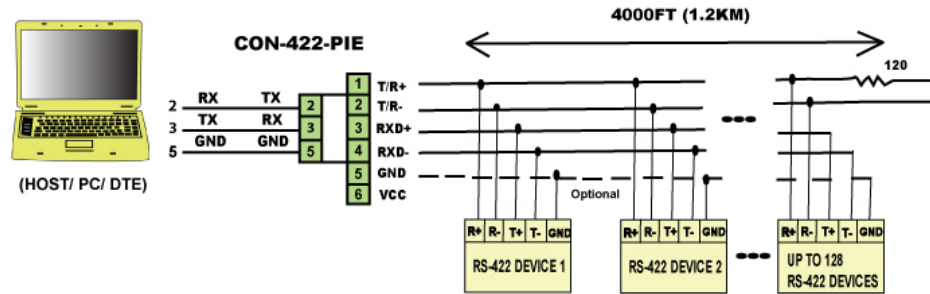 4000FT (1.2KM)
CON-422-PIE
120
2 RX TX 2
3 TX RX 3
5 GND GND 5
1 T/R+
2 T/R-
3 RXD+
4 RXD-
5 GND
6 VCC
Optional
(HOST/ PC/ DTE)
R+ R- T+ T- GND
RS-422 DEVICE 1
R+ R- T+ T- GND
RS-422 DEVICE 2
R+ R- T+ T- GND
UP TO 128
RS-422 DEVICES